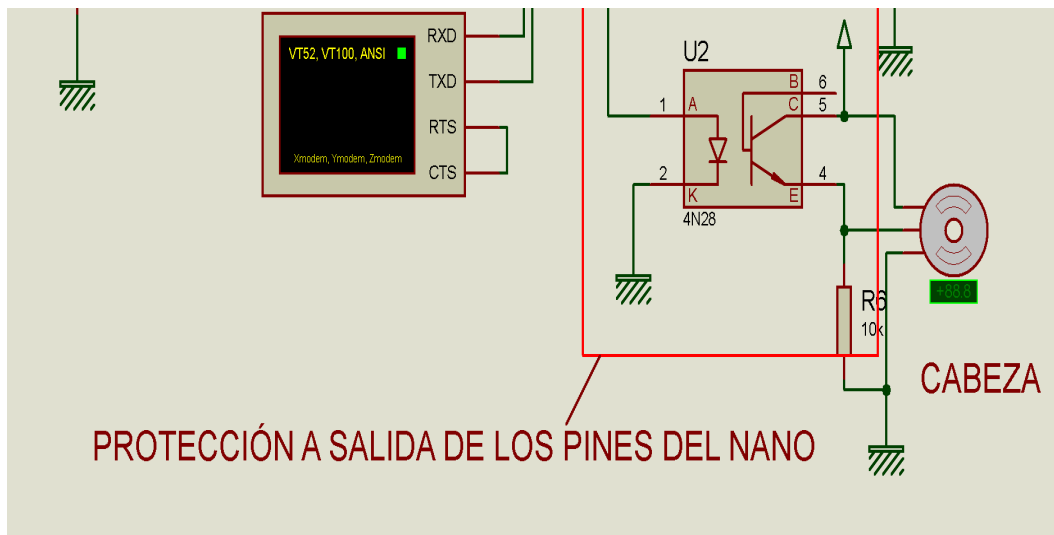 RXD
VT52, VT100, ANSI
TXD
RTS
Xmodem, Ymodem, Zmodem
CTS
U2
B 6
C 5
1 A
2 K
E 4
4N28
R6
10k
+88.8
CABEZA
PROTECCIÓN A SALIDA DE LOS PINES DEL NANO